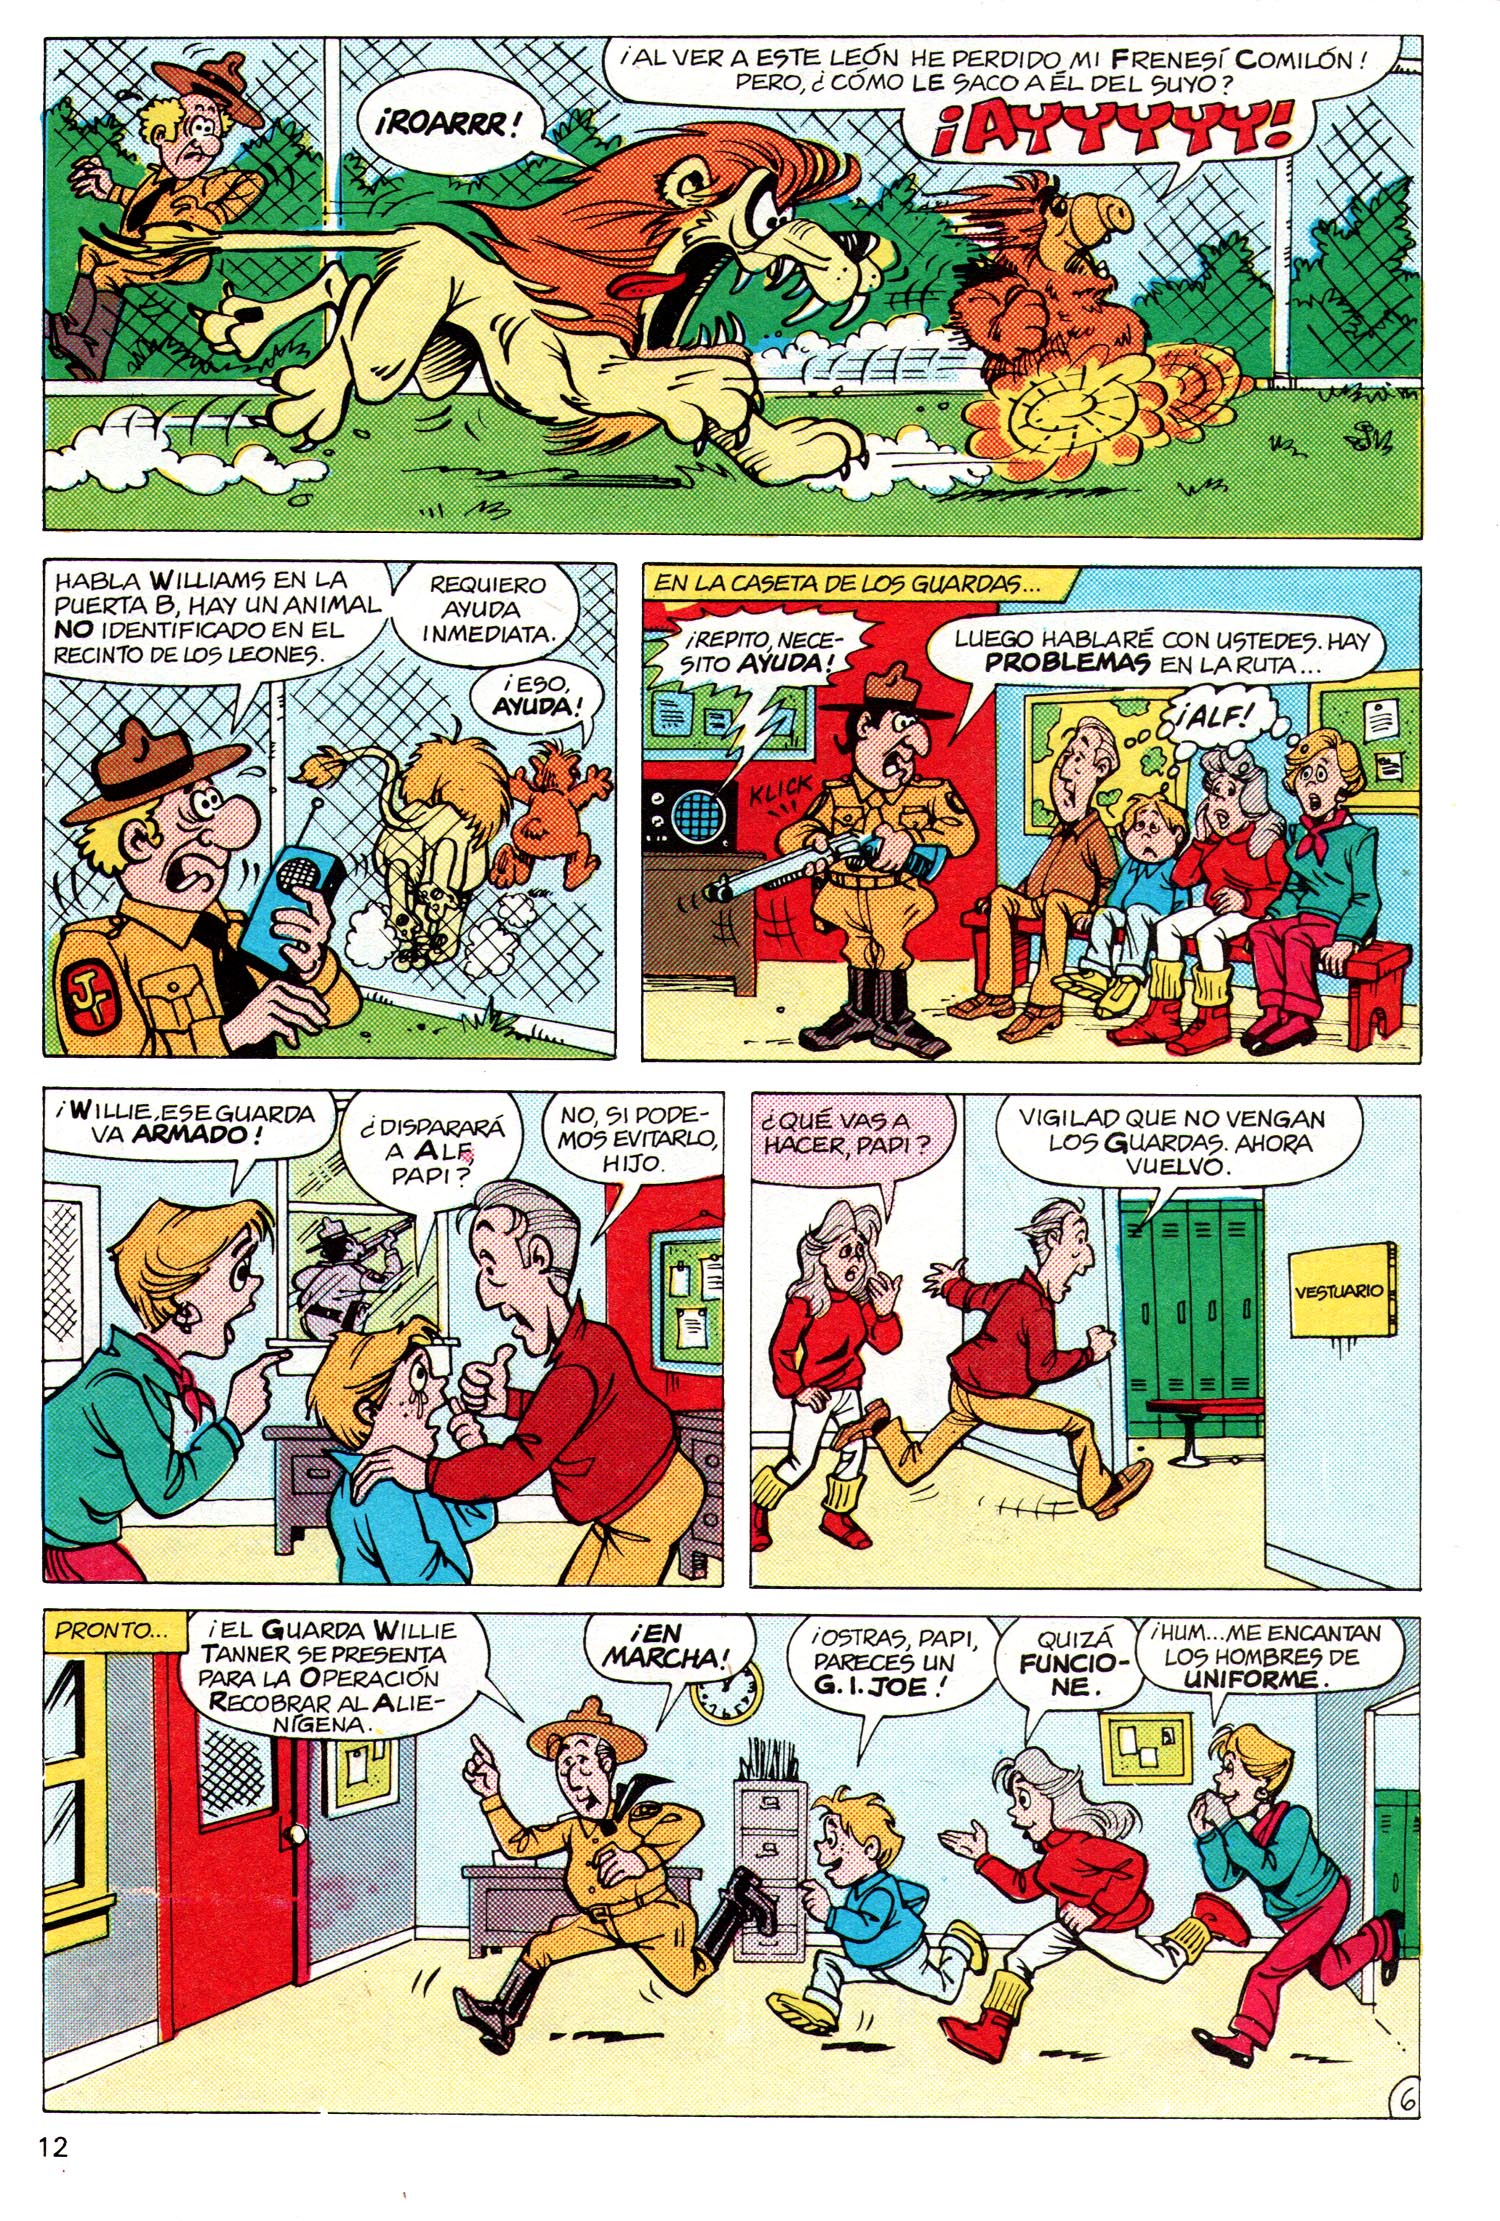 ¡AL VER A ESTE LEÓN HE PERDIDO MI FRENESÍ COMILÓN!
PERO, ¿CÓMO LE SACO A ÉL DEL SUYO?
¡ROARRR!
¡AYYYYYY!
HABLA WILLIAMS EN LA
PUERTA B, HAY UN ANIMAL
NO IDENTIFICADO EN EL
RECINTO DE LOS LEONES.
REQUIERO
AYUDA
INMEDIATA.
¡ESO,
AYUDA!
EN LA CASETA DE LOS GUARDAS...
¡REPITO, NECE-
SITO AYUDA!
KLICK
LUEGO HABLARÉ CON USTEDES. HAY
PROBLEMAS EN LA RUTA...
¡ALF!
¡WILLIE, ESE GUARDA
VA ARMADO!
¿DISPARARÁ
A ALF,
PAPI?
NO, SI PODE-
MOS EVITARLO,
HIJO.
¿QUÉ VAS A
HACER, PAPI?
VIGILAD QUE NO VENGAN
LOS GUARDAS. AHORA
VUELVO.
VESTUARIO
PRONTO...
¡EL GUARDA WILLIE
TANNER SE PRESENTA
PARA LA OPERACIÓN
RECOBRAR AL ALIE-
NÍGENA.
¡EN
MARCHA!
¡OSTRAS, PAPI,
PARECES UN
G.I. JOE!
QUIZÁ
FUNCIO-
NE.
¡HUM... ME ENCANTAN
LOS HOMBRES DE
UNIFORME.
6
12